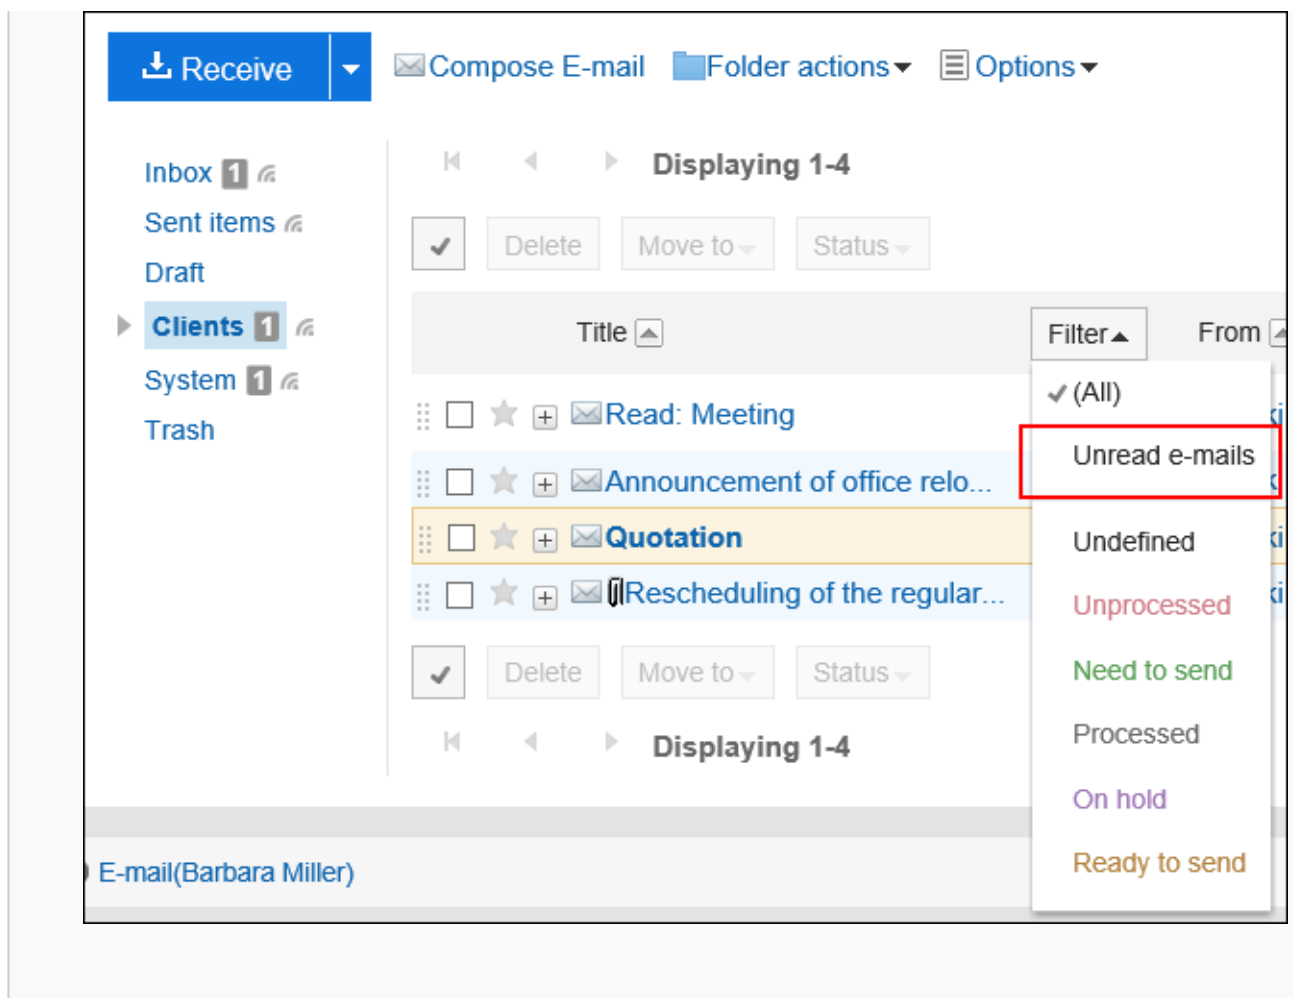 Receive Compose E-mail Folder actions Options
Inbox 1
Sent items
Draft
Clients 1
System 1
Trash
Displaying 1-4
Delete Move to Status
Title Filter From
Read: Meeting
Announcement of office relo...
Quotation
Rescheduling of the regular...
(All)
Unread e-mails
Undefined
Unprocessed
Need to send
Processed
On hold
Ready to send
Delete Move to Status
Displaying 1-4
E-mail(Barbara Miller)